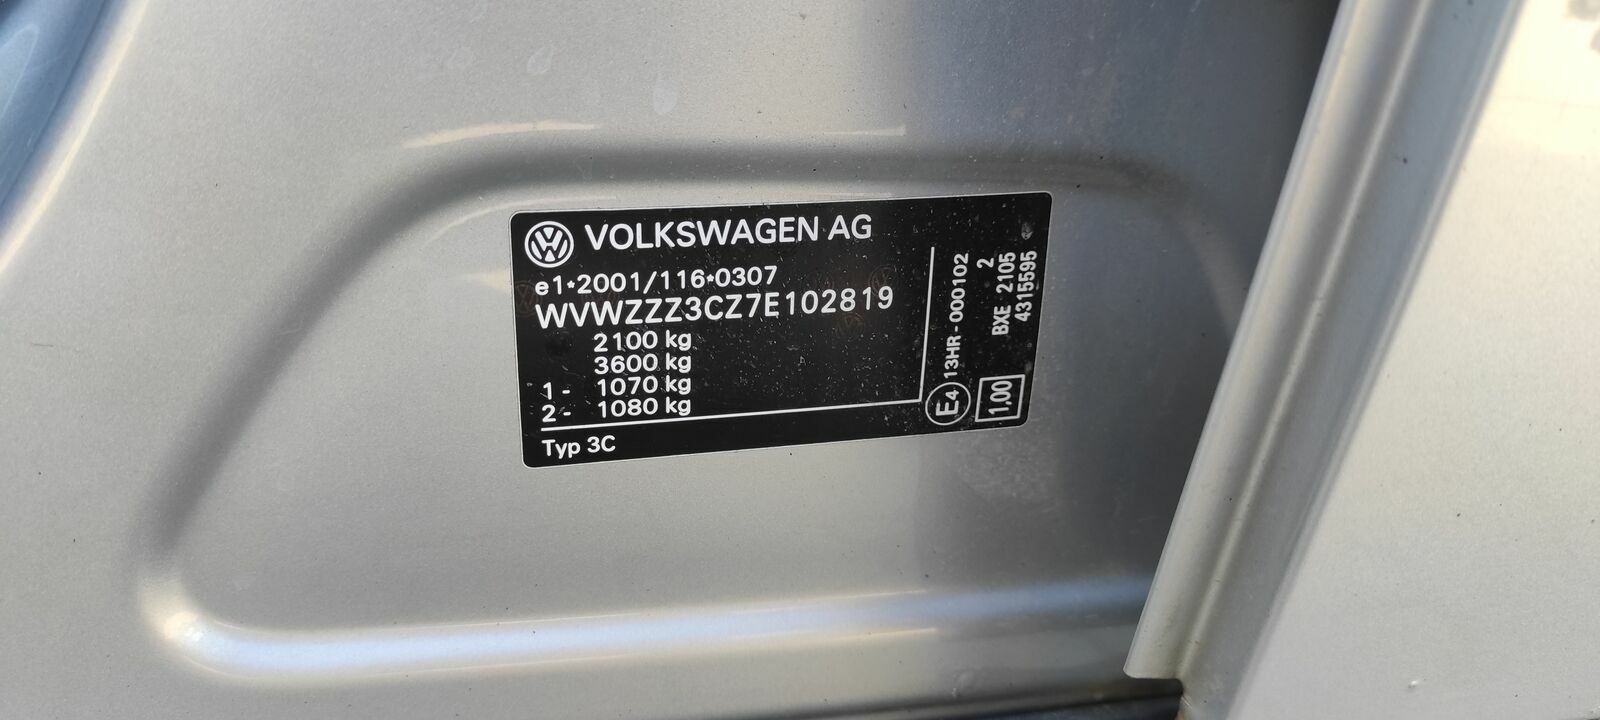 VOLKSWAGEN AG
e1*2001/116*0307
WVWZZZ3CZ7E102819
2100 kg
3600 kg
1 - 1070 kg
2 - 1080 kg
Typ 3C
E4 13HR-000102
2
BXE 2105
4315595
1,00